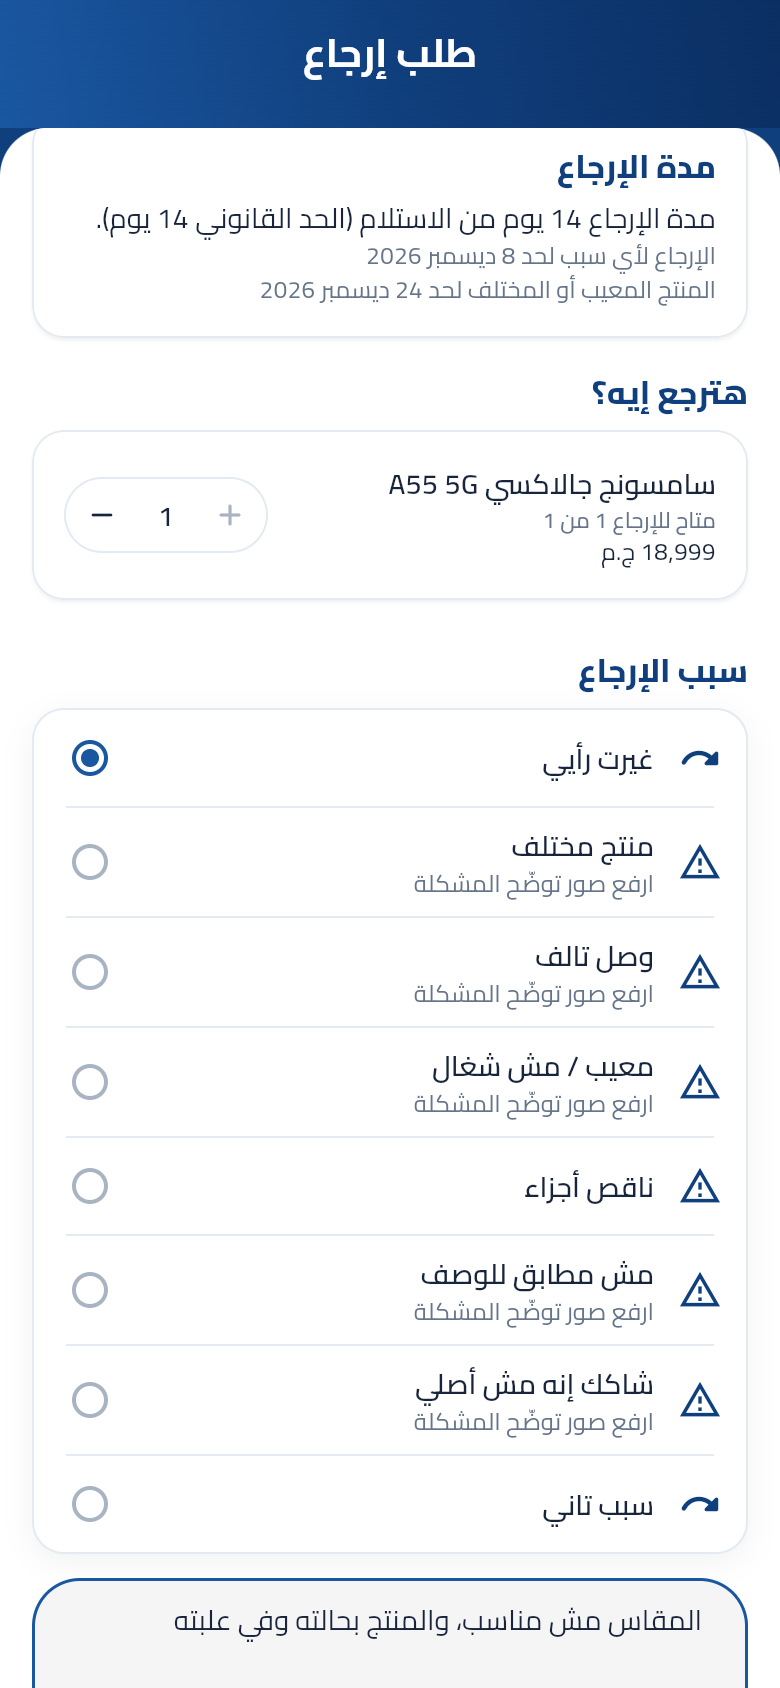 طلب إرجاع
مدة الإرجاع
مدة الإرجاع 14 يوم من الاستلام (الحد القانوني 14 يوم).
الإرجاع لأي سبب لحد 8 ديسمبر 2026
المنتج المعيب أو المختلف لحد 24 ديسمبر 2026
هترجع إيه؟
سامسونج جالاكسي A55 5G
متاح للإرجاع 1 من 1
18,999 ج.م
+ 1 −
سبب الإرجاع
غيرت رأيي
منتج مختلف
ارفع صور توضّح المشكلة
وصل تالف
ارفع صور توضّح المشكلة
معيب / مش شغال
ارفع صور توضّح المشكلة
ناقص أجزاء
مش مطابق للوصف
ارفع صور توضّح المشكلة
شاكك إنه مش أصلي
ارفع صور توضّح المشكلة
سبب تاني
المقاس مش مناسب، والمنتج بحالته وفي علبته